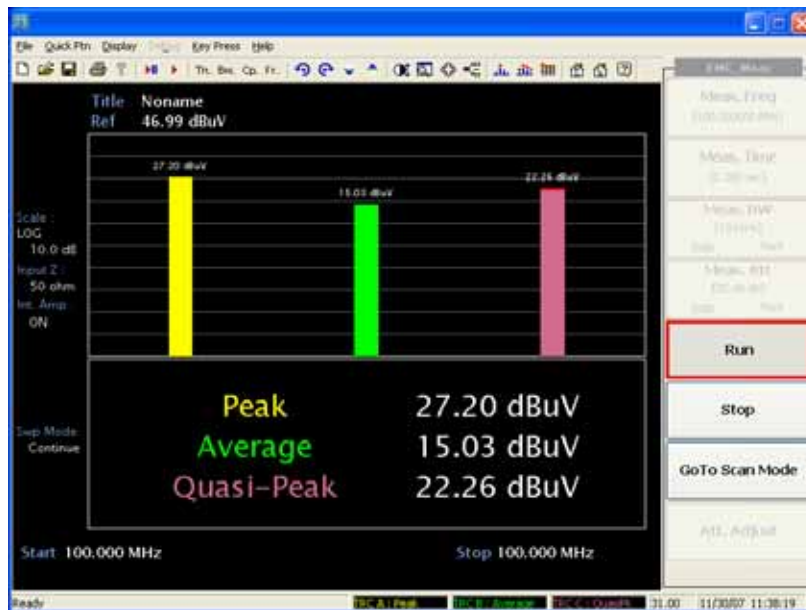 File Quick Ptn Display Key Press Help
Title Noname
Ref 46.99 dBuV
27.20 dBuV
15.03 dBuV
22.26 dBuV
Scale :
LOG
10.0 dB
Input Z :
50 ohm
Int. Amp
ON
Meas. Freq
Meas. Time
Meas. BW
Meas. Att
Run
Stop
GoTo Scan Mode
Att. Adjust
Peak 27.20 dBuV
Average 15.03 dBuV
Quasi-Peak 22.26 dBuV
Swp Mode
Continue
Start 100.000 MHz Stop 100.000 MHz
Ready TRC A : Peak TRC B : Average 11/30/07 11:38:19